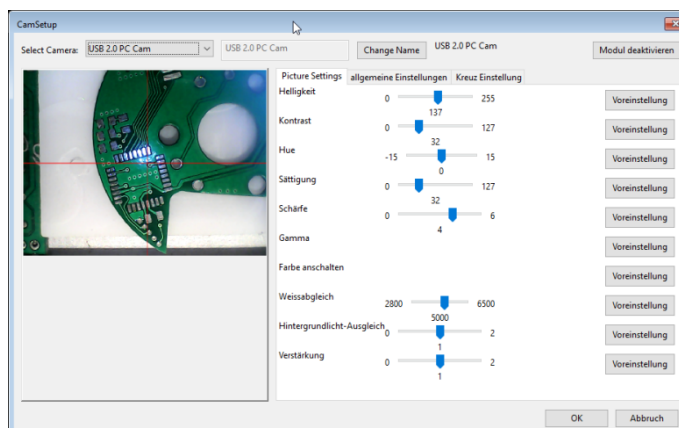 CamSetup
Select Camera: USB 2.0 PC Cam USB 2.0 PC Cam Change Name USB 2.0 PC Cam Modul deaktivieren
Picture Settings allgemeine Einstellungen Kreuz Einstellung
Helligkeit 0 255 Voreinstellung
137
Kontrast 0 127 Voreinstellung
32
Hue -15 15 Voreinstellung
0
Sättigung 0 127 Voreinstellung
32
Schärfe 0 6 Voreinstellung
4
Gamma Voreinstellung
Farbe anschalten Voreinstellung
Weissabgleich 2800 6500 Voreinstellung
5000
Hintergrundlicht-Ausgleich 0 2 Voreinstellung
1
Verstärkung 0 2 Voreinstellung
1
OK Abbruch